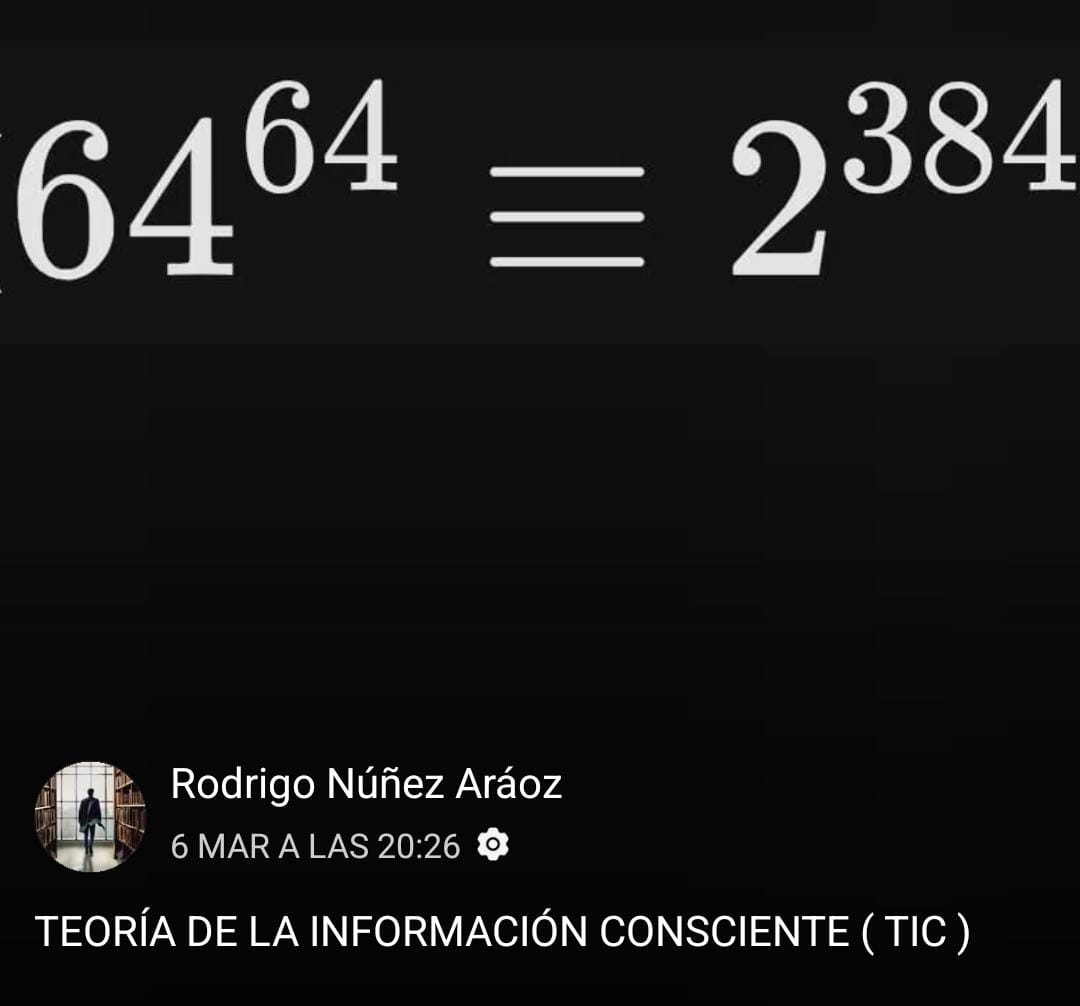 64^64 ≡ 2^384
Rodrigo Núñez Aráoz
6 MAR A LAS 20:26
TEORÍA DE LA INFORMACIÓN CONSCIENTE ( TIC )